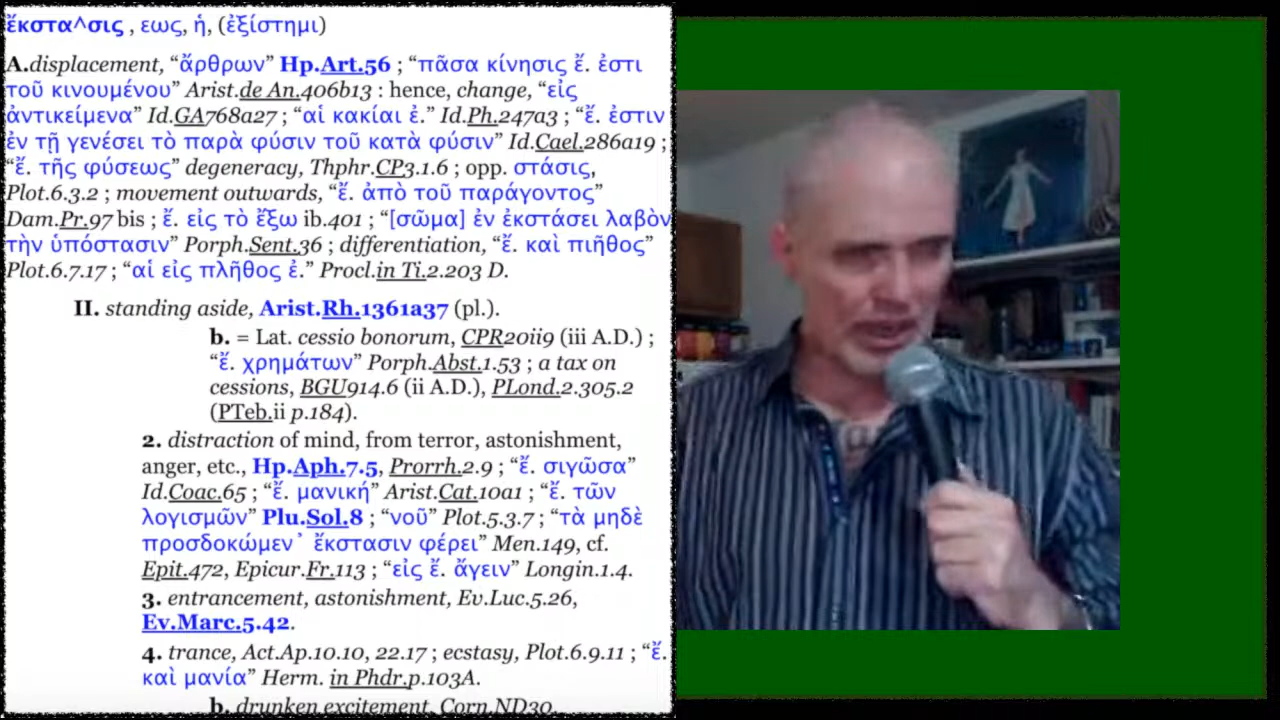 ἔκστα^σις , εως, ἡ, (ἐξίστημι)
A.displacement, “ἄρθρων” Hp.Art.56 ; “πᾶσα κίνησις ἔ. ἐστι
τοῦ κινουμένου” Arist.de An.406b13 : hence, change, “εἰς
ἀντικείμενα” Id.GA768a27 ; “αἱ κακίαι ἐ.” Id.Ph.247a3 ; “ἔ. ἐστιν
ἐν τῇ γενέσει τὸ παρὰ φύσιν τοῦ κατὰ φύσιν” Id.Cael.286a19 ;
“ἔ. τῆς φύσεως” degeneracy, Thphr.CP3.1.6 ; opp. στάσις,
Plot.6.3.2 ; movement outwards, “ἔ. ἀπὸ τοῦ παράγοντος”
Dam.Pr.97 bis ; ἔ. εἰς τὸ ἔξω ib.401 ; “[σῶμα] ἐν ἐκστάσει λαβὸν
τὴν ὑπόστασιν” Porph.Sent.36 ; differentiation, “ἔ. καὶ πιῆθος”
Plot.6.7.17 ; “αἱ εἰς πλῆθος ἐ.” Procl.in Ti.2.203 D.
II. standing aside, Arist.Rh.1361a37 (pl.).
b. = Lat. cessio bonorum, CPR20ii9 (iii A.D.) ;
“ἔ. χρημάτων” Porph.Abst.1.53 ; a tax on
cessions, BGU914.6 (ii A.D.), PLond.2.305.2
(PTeb.ii p.184).
2. distraction of mind, from terror, astonishment,
anger, etc., Hp.Aph.7.5, Prorrh.2.9 ; “ἔ. σιγῶσα”
Id.Coac.65 ; “ἔ. μανική” Arist.Cat.10a1 ; “ἔ. τῶν
λογισμῶν” Plu.Sol.8 ; “νοῦ” Plot.5.3.7 ; “τὰ μηδὲ
προσδοκώμεν᾽ ἔκστασιν φέρει” Men.149, cf.
Epit.472, Epicur.Fr.113 ; “εἰς ἔ. ἄγειν” Longin.1.4.
3. entrancement, astonishment, Ev.Luc.5.26,
Ev.Marc.5.42.
4. trance, Act.Ap.10.10, 22.17 ; ecstasy, Plot.6.9.11 ; “ἔ.
καὶ μανία” Herm. in Phdr.p.103A.
b. drunken excitement, Corn.ND30.